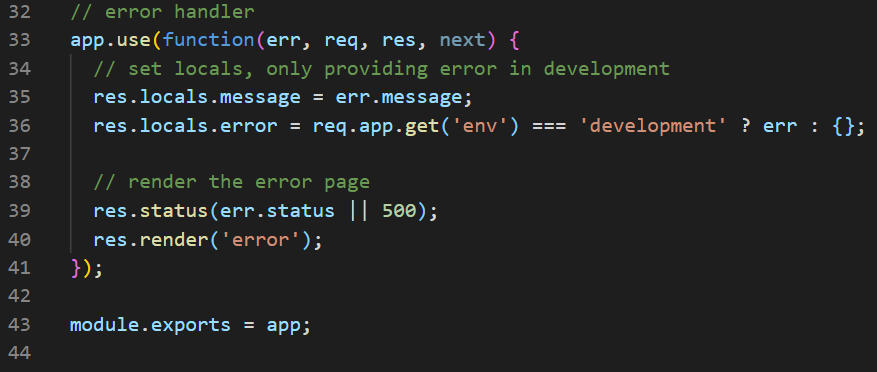 32 // error handler
33 app.use(function(err, req, res, next) {
34   // set locals, only providing error in development
35   res.locals.message = err.message;
36   res.locals.error = req.app.get('env') === 'development' ? err : {};
37
38   // render the error page
39   res.status(err.status || 500);
40   res.render('error');
41 });
42
43 module.exports = app;
44